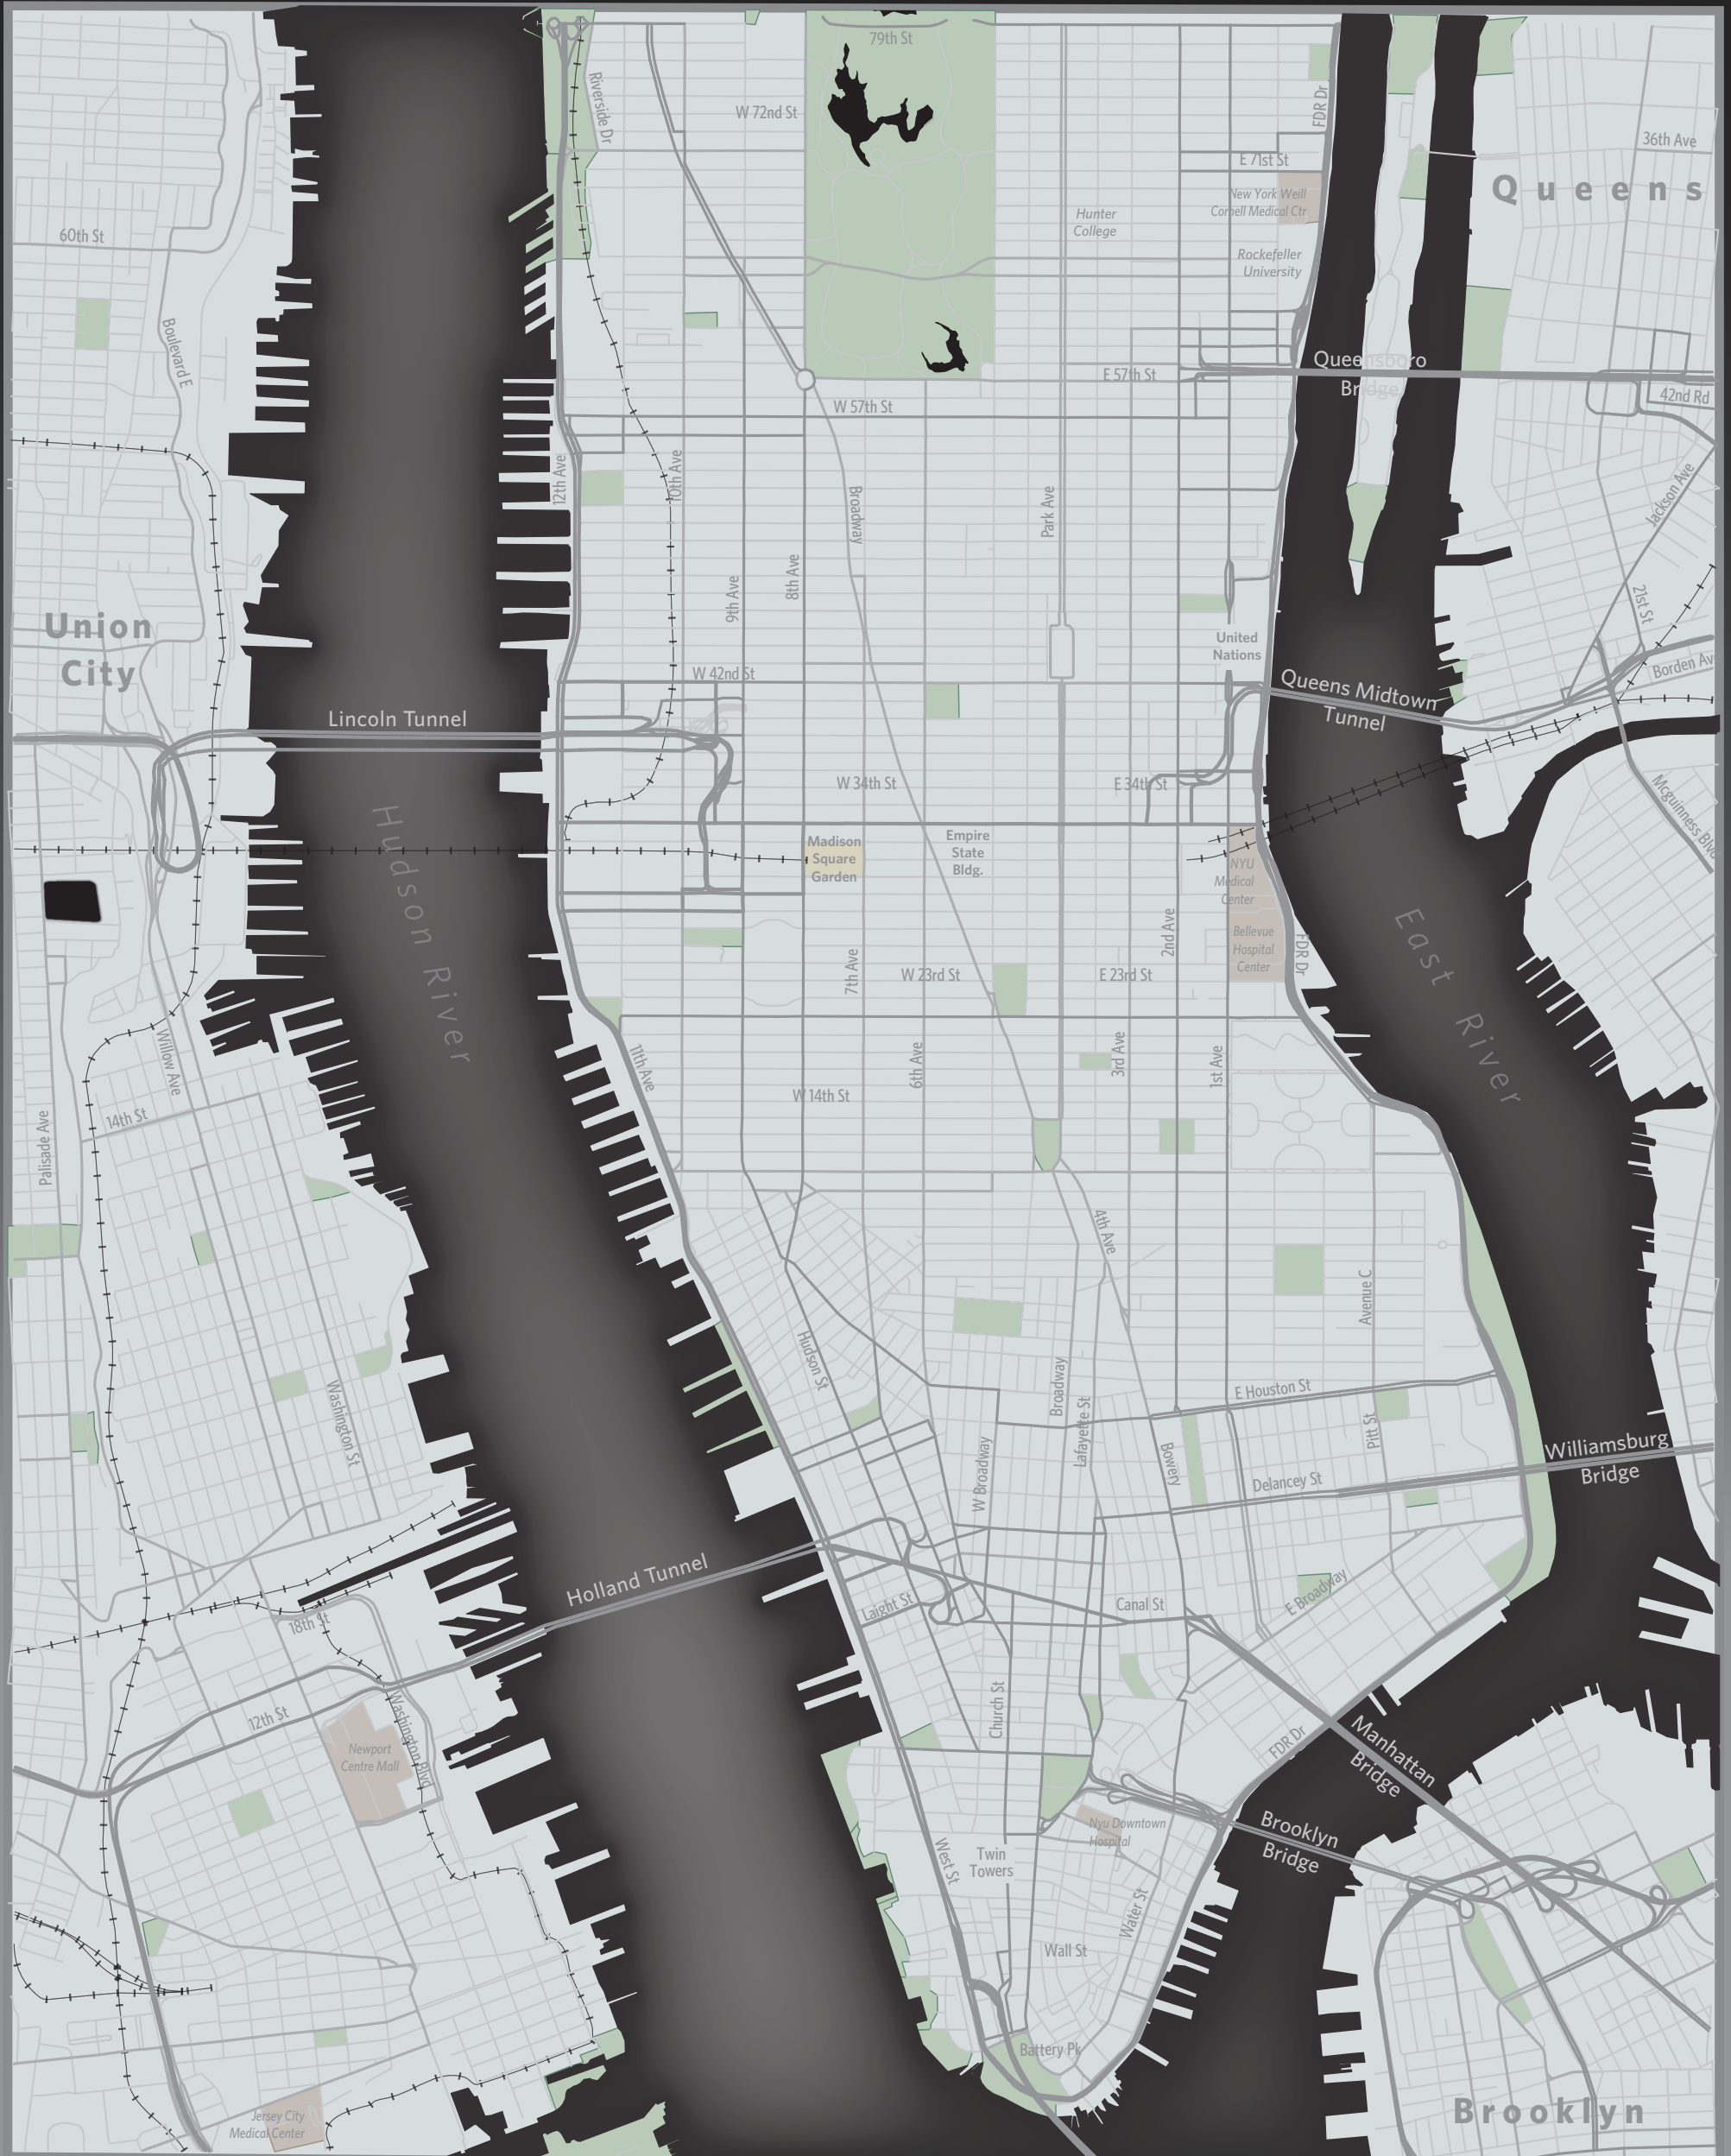 79th St
Riverside Dr
W 72nd St
FDR Dr
36th Ave
E 71st St
Queens
New York Weill
Cornell Medical Ctr
Hunter
College
60th St
Rockefeller
University
Boulevard E
Queensboro
Bridge
E 57th St
42nd Rd
W 57th St
12th Ave
10th Ave
Broadway
Park Ave
Jackson Ave
8th Ave
9th Ave
21st St
Union
City
United
Nations
W 42nd St
Borden Av
Queens Midtown
Tunnel
Lincoln Tunnel
W 34th St
E 34th St
Mcguinness Blvd
Hudson River
Madison
Square
Garden
Empire
State
Bldg.
NYU
Medical
Center
2nd Ave
Bellevue
Hospital
Center
FDR Dr
East River
7th Ave
W 23rd St
E 23rd St
Willow Ave
11th Ave
6th Ave
3rd Ave
1st Ave
W 14th St
14th St
Palisade Ave
4th Ave
Avenue C
Hudson St
Washington St
Broadway
E Houston St
Lafayette St
Pitt St
W Broadway
Bowery
Delancey St
Williamsburg
Bridge
Holland Tunnel
Laight St
Canal St
E Broadway
18th St
12th St
Washington Blvd
Church St
FDR Dr
Manhattan
Bridge
Newport
Centre Mall
Brooklyn
Bridge
Nyu Downtown
Hospital
West St
Twin
Towers
Water St
Wall St
Battery Pk
Jersey City
Medical Center
Brooklyn